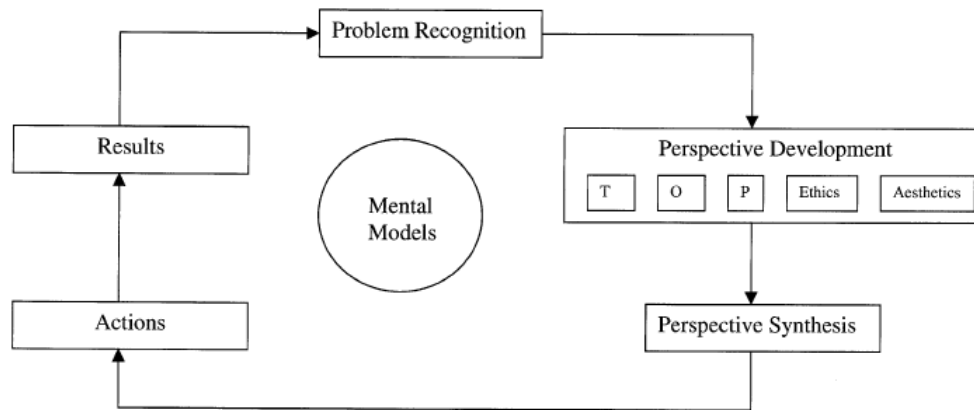 Problem Recognition
Results
Perspective Development
T O P Ethics Aesthetics
Mental
Models
Actions
Perspective Synthesis